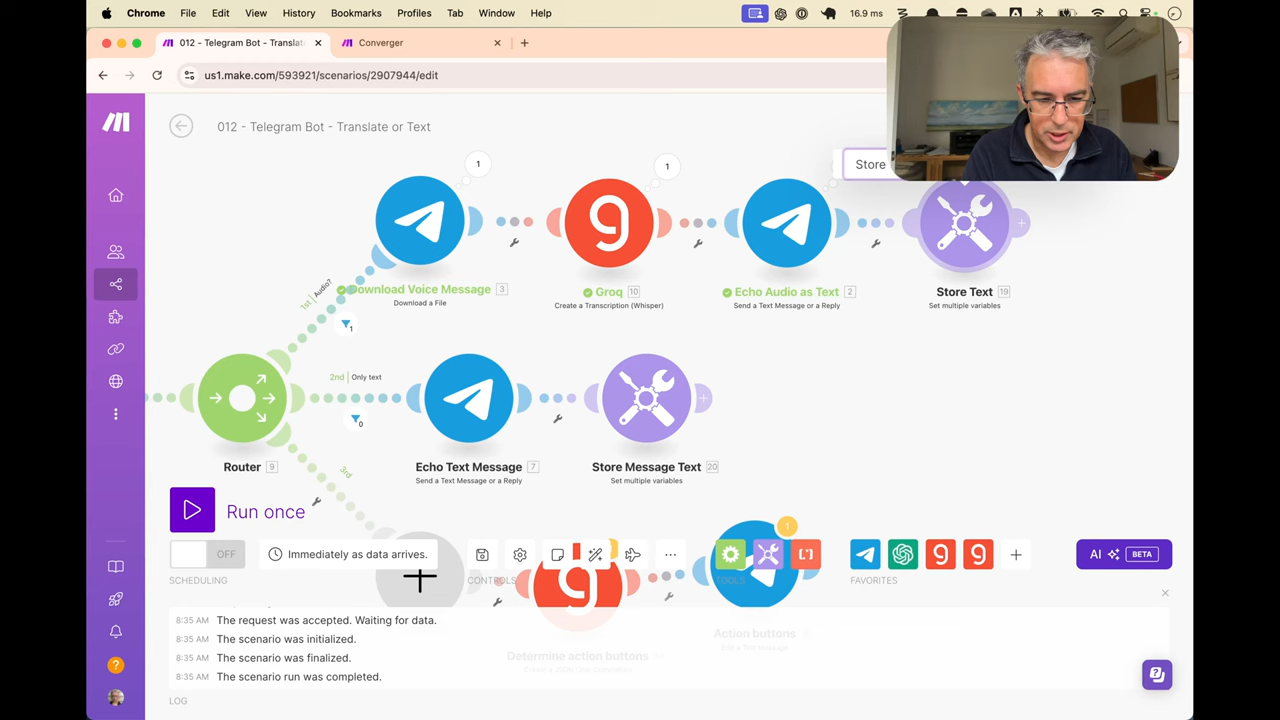 Chrome File Edit View History Bookmarks Profiles Tab Window Help 16.9 ms
012 - Telegram Bot - Transla
Converger
us1.make.com/593921/scenarios/2907944/edit
012 - Telegram Bot - Translate or Text
Store
1
1
Download Voice Message 3
Download a File
Groq 10
Create a Transcription (Whisper)
Echo Audio as Text 2
Send a Text Message or a Reply
Store Text 19
Set multiple variables
1st | Audio?
1
2nd | Only text
0
3rd
Router 9
Echo Text Message 7
Send a Text Message or a Reply
Store Message Text 20
Set multiple variables
Run once
1
OFF
Immediately as data arrives.
AI BETA
SCHEDULING
CONTROLS
TOOLS
FAVORITES
8:35 AM The request was accepted. Waiting for data.
8:35 AM The scenario was initialized.
8:35 AM The scenario was finalized.
8:35 AM The scenario run was completed.
Action buttons
Edit a Text Message
Determine action buttons
LOG